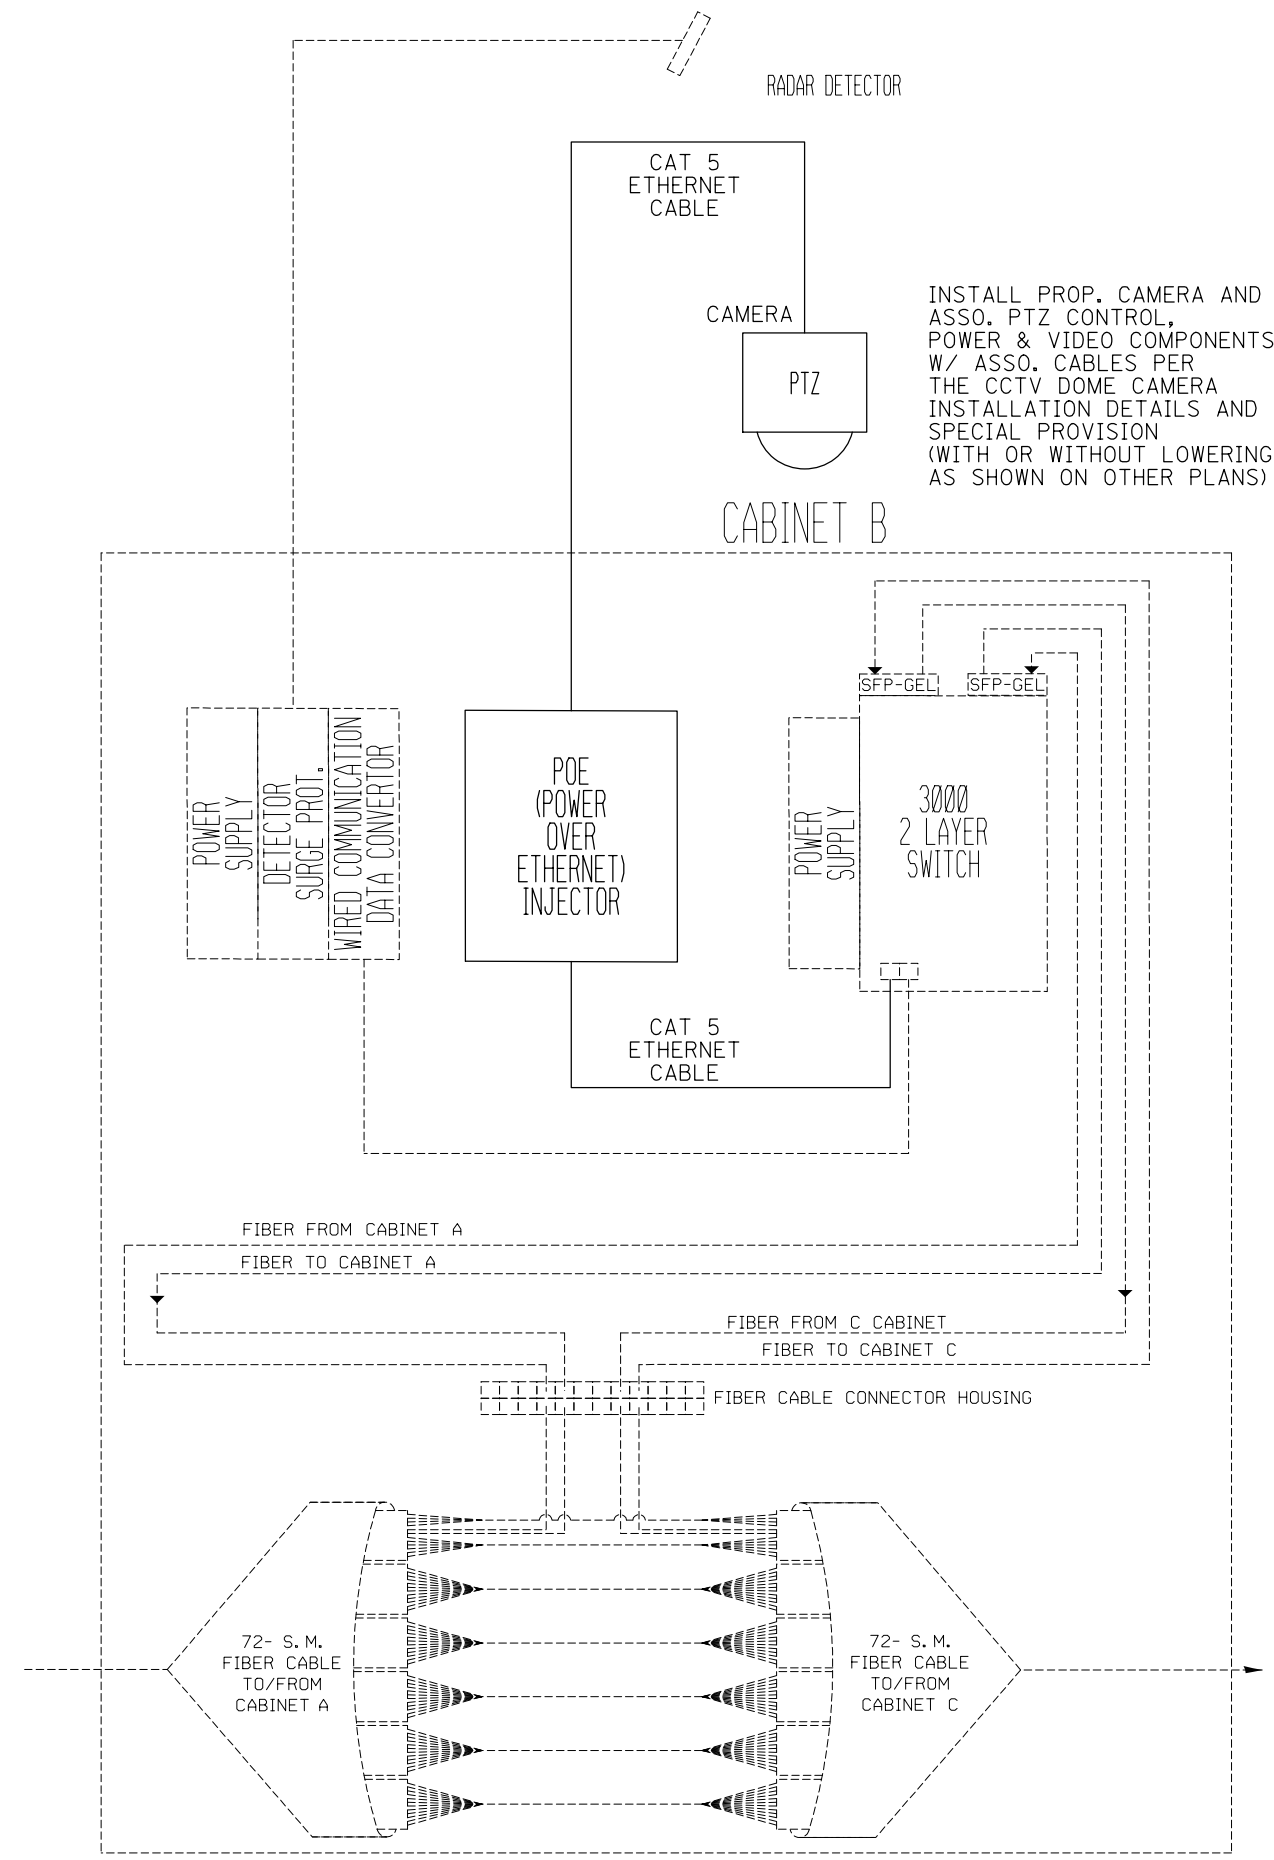 RADAR DETECTOR
CAT 5
ETHERNET
CABLE
CAMERA
PTZ
INSTALL PROP. CAMERA AND
ASSO. PTZ CONTROL,
POWER & VIDEO COMPONENTS
W/ ASSO. CABLES PER
THE CCTV DOME CAMERA
INSTALLATION DETAILS AND
SPECIAL PROVISION
(WITH OR WITHOUT LOWERING
AS SHOWN ON OTHER PLANS)
CABINET B
SFP-GEL
SFP-GEL
POWER
SUPPLY
DETECTOR
SURGE PROT.
WIRED COMMUNICATION
DATA CONVERTOR
POE
(POWER
OVER
ETHERNET)
INJECTOR
POWER
SUPPLY
3000
2 LAYER
SWITCH
CAT 5
ETHERNET
CABLE
FIBER FROM CABINET A
FIBER TO CABINET A
FIBER FROM C CABINET
FIBER TO CABINET C
FIBER CABLE CONNECTOR HOUSING
72- S.M.
FIBER CABLE
TO/FROM
CABINET A
72- S.M.
FIBER CABLE
TO/FROM
CABINET C